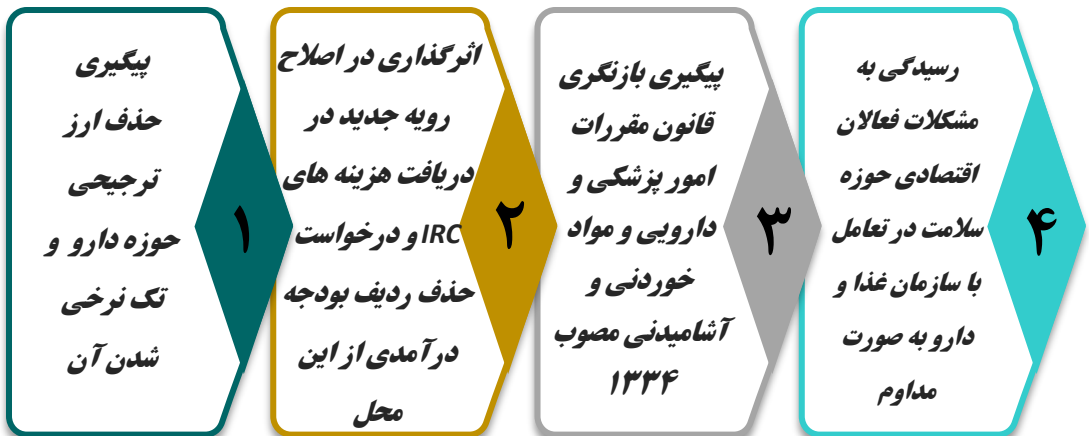 پیگیری
حذف ارز
ترجیحی
حوزه دارو و
تک نرخی
شدن آن
۱
اثرگذاری در اصلاح
رویه جدید در
دریافت هزینه های
IRC و درخواست
حذف ردیف بودجه
درآمدی از این
محل
۲
پیگیری بازنگری
قانون مقررات
امور پزشکی و
دارویی و مواد
خوردنی و
آشامیدنی مصوب
۱۳۳۴
۳
رسیدگی به
مشکلات فعالان
اقتصادی حوزه
سلامت در تعامل
با سازمان غذا و
دارو به صورت
مداوم
۴